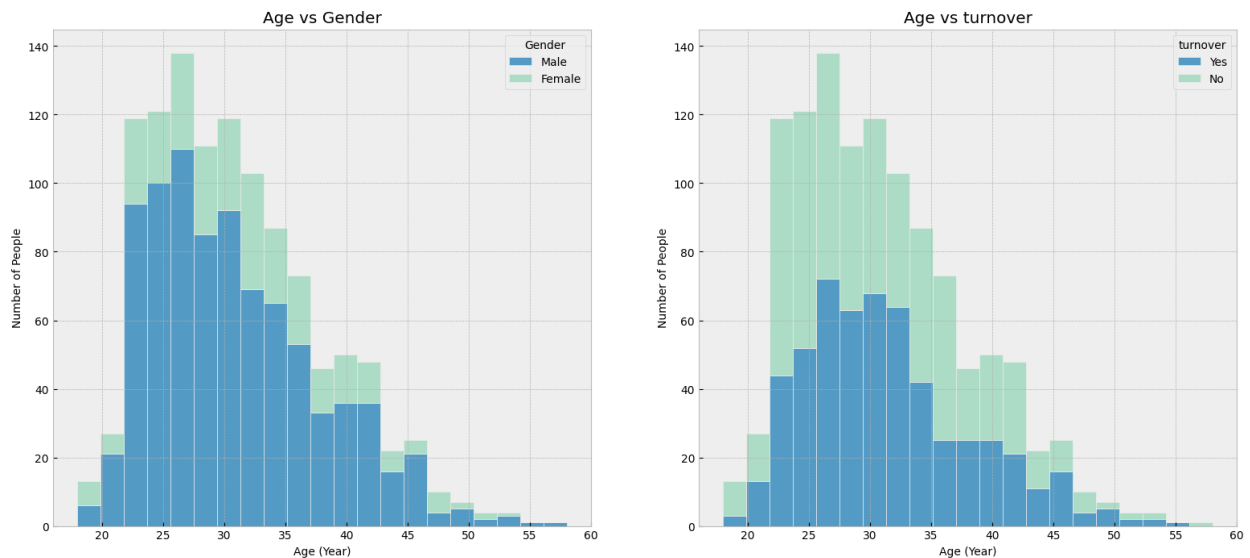 Age vs Gender
140
120
100
80
60
40
20
0
Number of People
Gender
Male
Female
20 25 30 35 40 45 50 55 60
Age (Year)
Age vs turnover
140
120
100
80
60
40
20
0
Number of People
turnover
Yes
No
20 25 30 35 40 45 50 55 60
Age (Year)